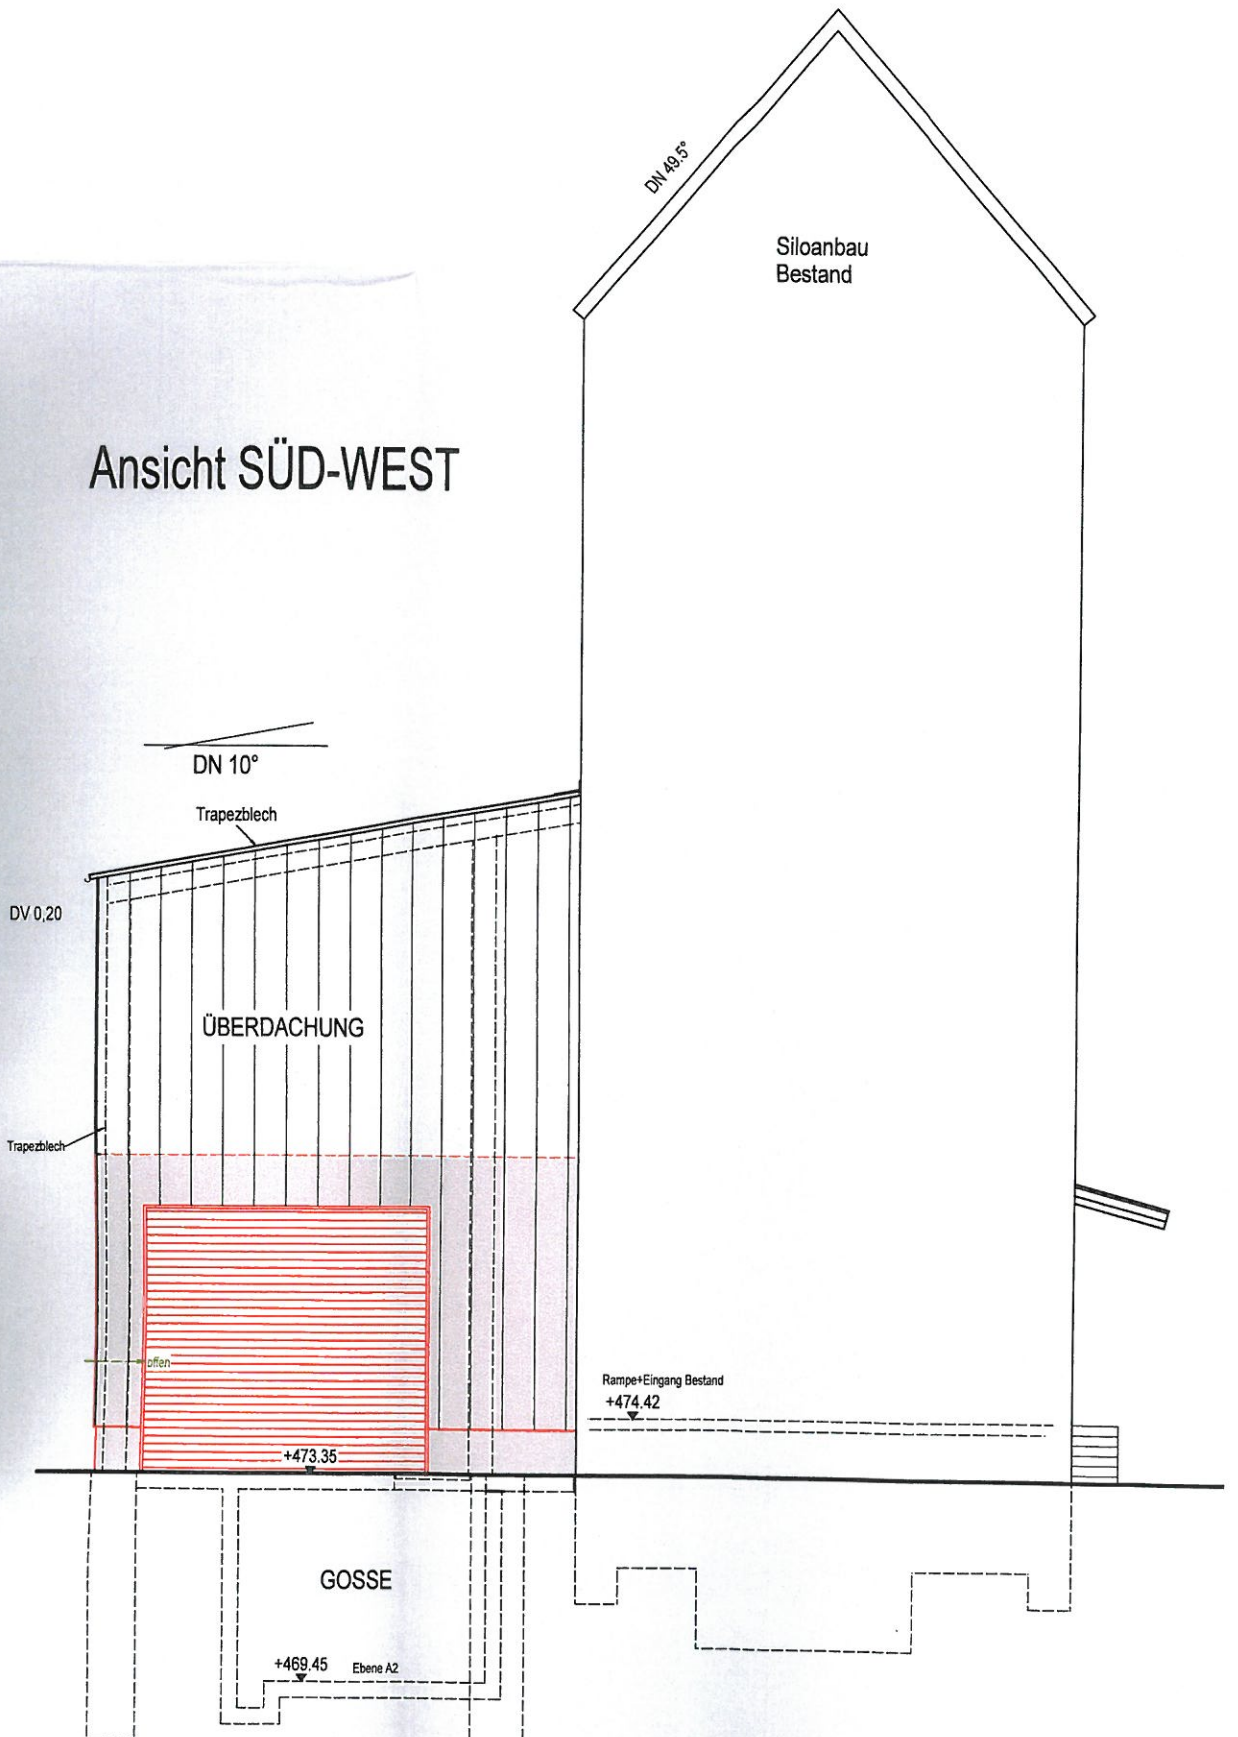 DN 49.5°
Siloanbau
Bestand
Ansicht SÜD-WEST
DN 10°
Trapezblech
DV 0,20
ÜBERDACHUNG
Trapezblech
offen
Rampe+Eingang Bestand
+474.42
+473.35
GOSSE
+469.45 Ebene A2